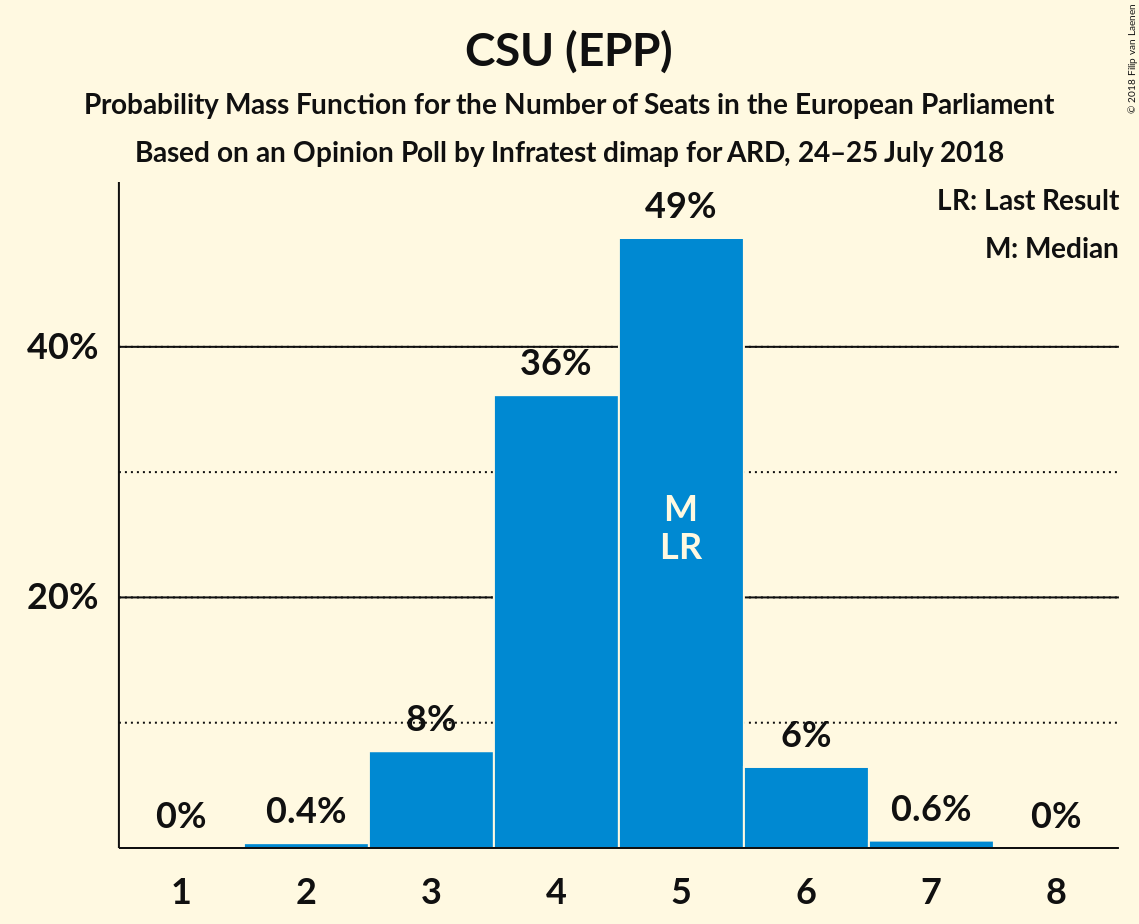 CSU (EPP)
Probability Mass Function for the Number of Seats in the European Parliament
Based on an Opinion Poll by Infratest dimap for ARD, 24–25 July 2018
© 2018 Filip van Laenen
LR: Last Result
M: Median
49%
40%
36%
M
LR
20%
8%
6%
0%
0.4%
0.6%
0%
1 2 3 4 5 6 7 8